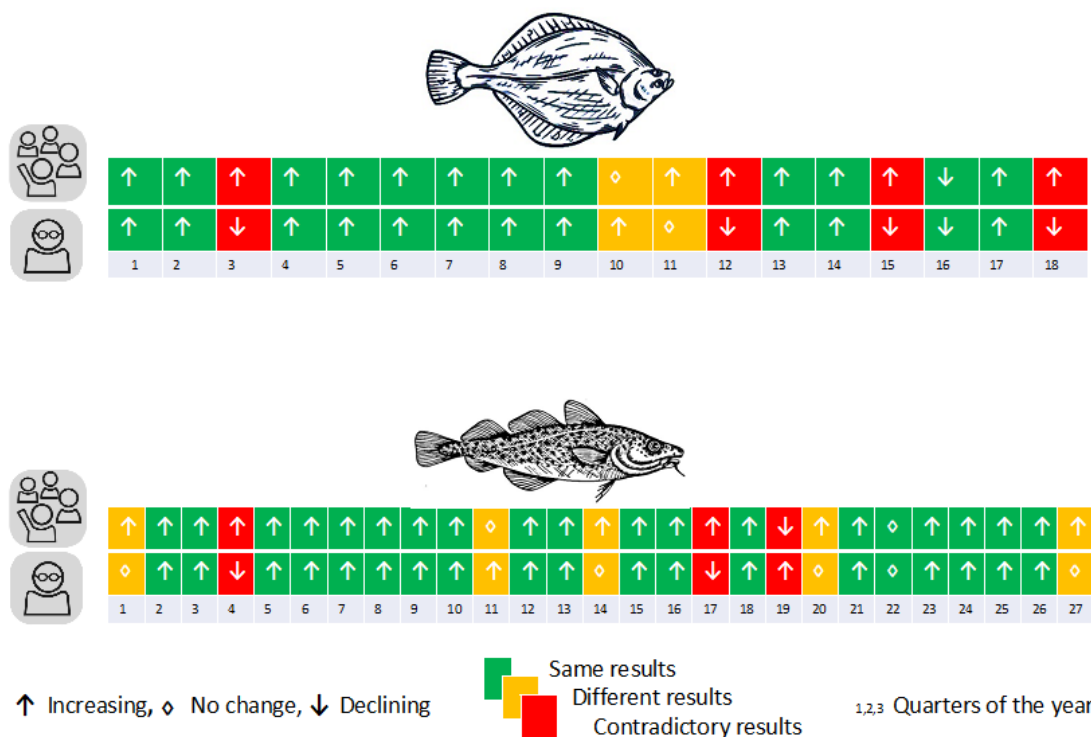 1 2 3 4 5 6 7 8 9 10 11 12 13 14 15 16 17 18
1 2 3 4 5 6 7 8 9 10 11 12 13 14 15 16 17 18 19 20 21 22 23 24 25 26 27
Same results
Different results
↑ Increasing, ◊ No change, ↓ Declining
Contradictory results
1,2,3 Quarters of the year